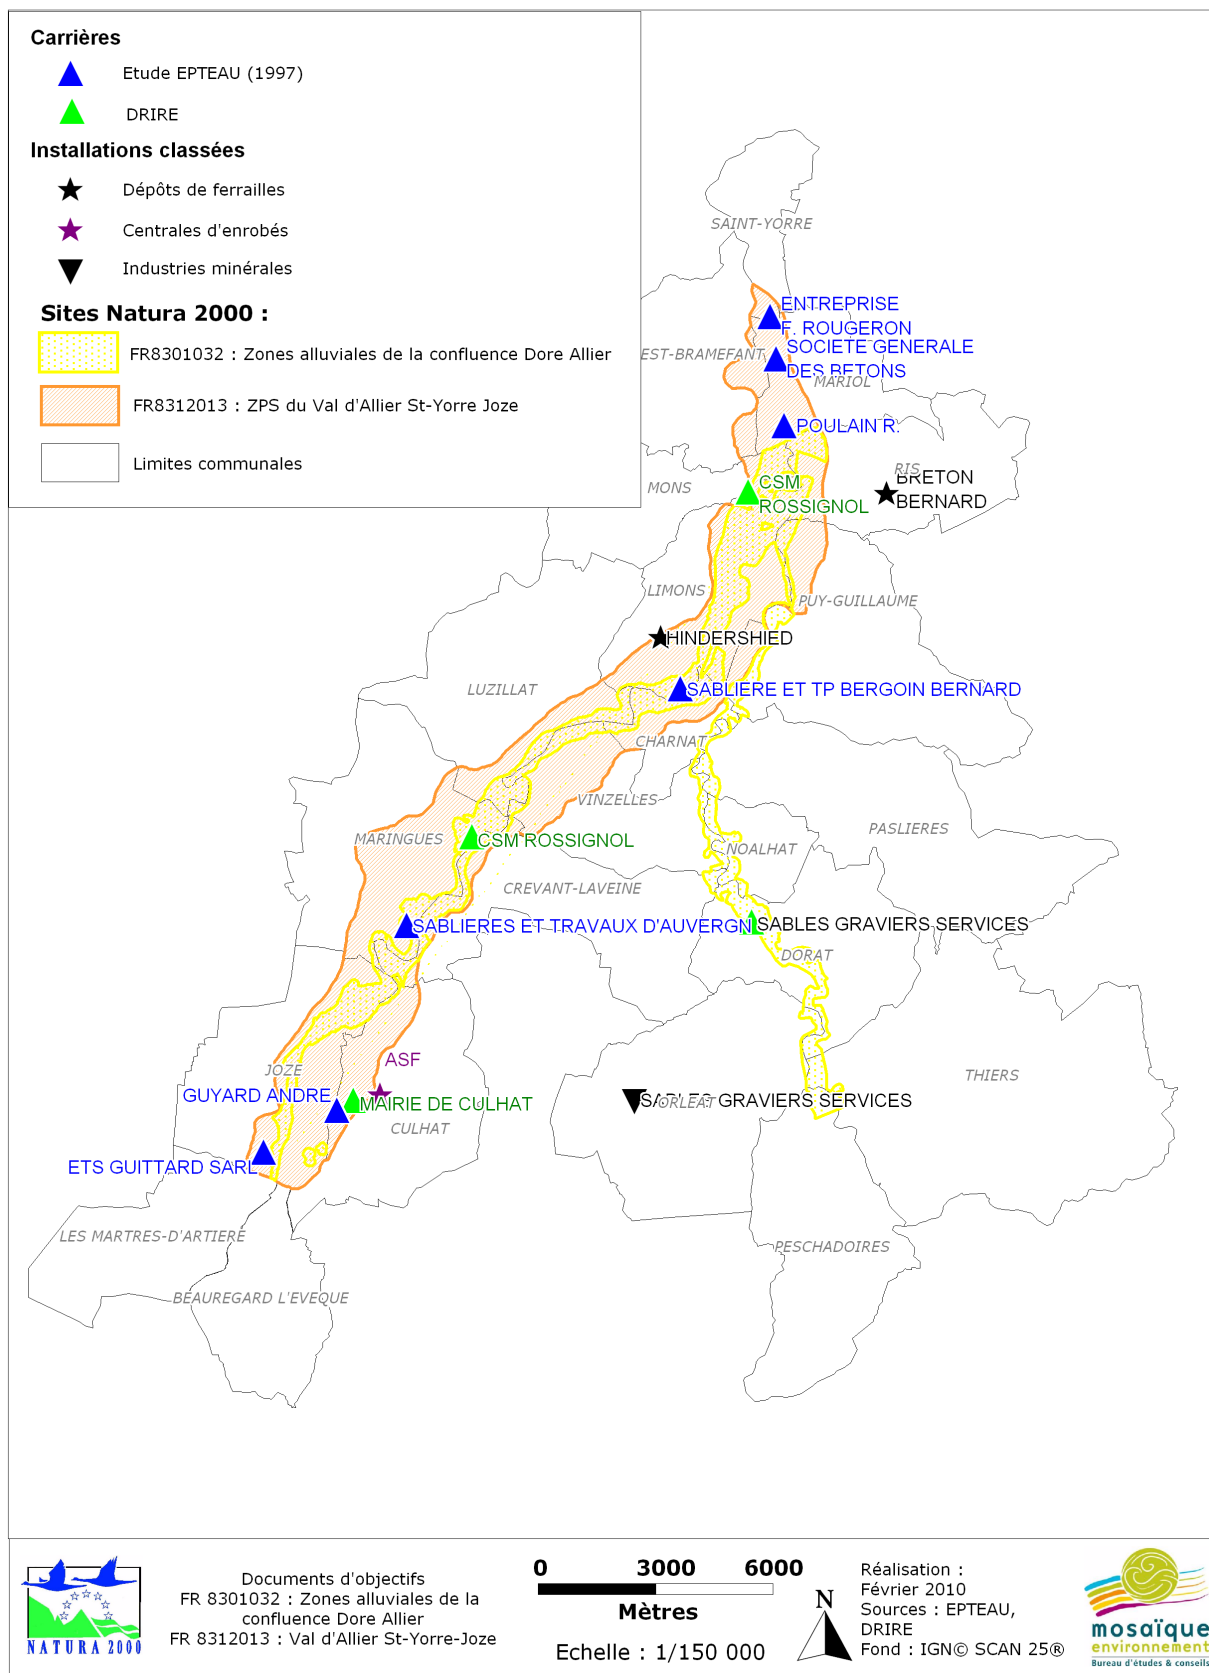 Carrières
Etude EPTEAU (1997)
DRIRE
Installations classées
Dépôts de ferrailles
Centrales d'enrobés
Industries minérales
Sites Natura 2000 :
FR8301032 : Zones alluviales de la confluence Dore Allier
FR8312013 : ZPS du Val d'Allier St-Yorre Joze
Limites communales
SAINT-YORRE
ENTREPRISE
F. ROUGERON
SOCIETE GENERALE
DES BETONS
EST-BRAMEFANT
MARIOL
POULAIN R.
RIS
BRETON
BERNARD
MONS
CSM
ROSSIGNOL
LIMONS
PUY-GUILLAUME
HINDERSHIED
LUZILLAT
SABLIERE ET TP BERGOIN BERNARD
CHARNAT
VINZELLES
MARINGUES
CSM ROSSIGNOL
PASLIERES
NOALHAT
CREVANT-LAVEINE
SABLIERES ET TRAVAUX D'AUVERGN
SABLES GRAVIERS SERVICES
DORAT
ASF
JOZE
THIERS
GUYARD ANDRE
MAIRIE DE CULHAT
SABLES GRAVIERS SERVICES
ORLEAT
CULHAT
ETS GUITTARD SARL
LES MARTRES-D'ARTIERE
PESCHADOIRES
BEAUREGARD L'EVEQUE
NATURA 2000
Documents d'objectifs
FR 8301032 : Zones alluviales de la
confluence Dore Allier
FR 8312013 : Val d'Allier St-Yorre-Joze
0 3000 6000
Mètres
Echelle : 1/150 000
N
Réalisation :
Février 2010
Sources : EPTEAU,
DRIRE
Fond : IGN© SCAN 25®
mosaïque
environnement
Bureau d'études & conseils